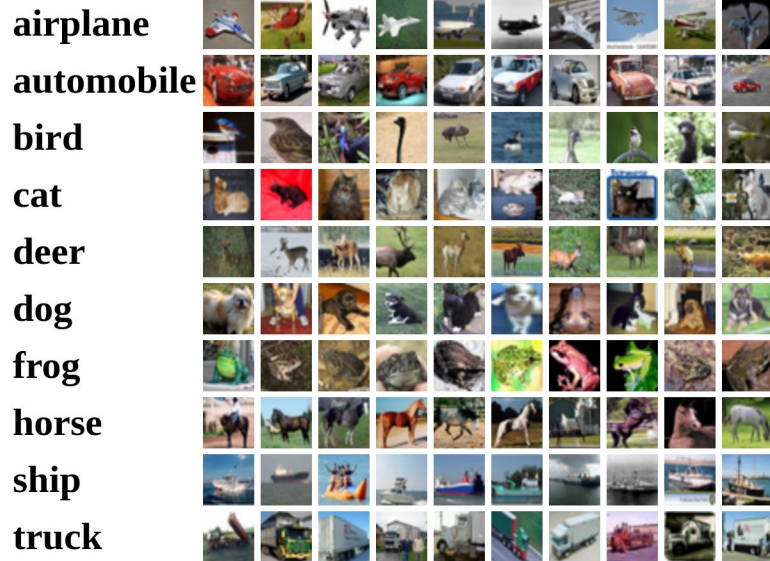 airplane
automobile
bird
cat
deer
dog
frog
horse
ship
truck